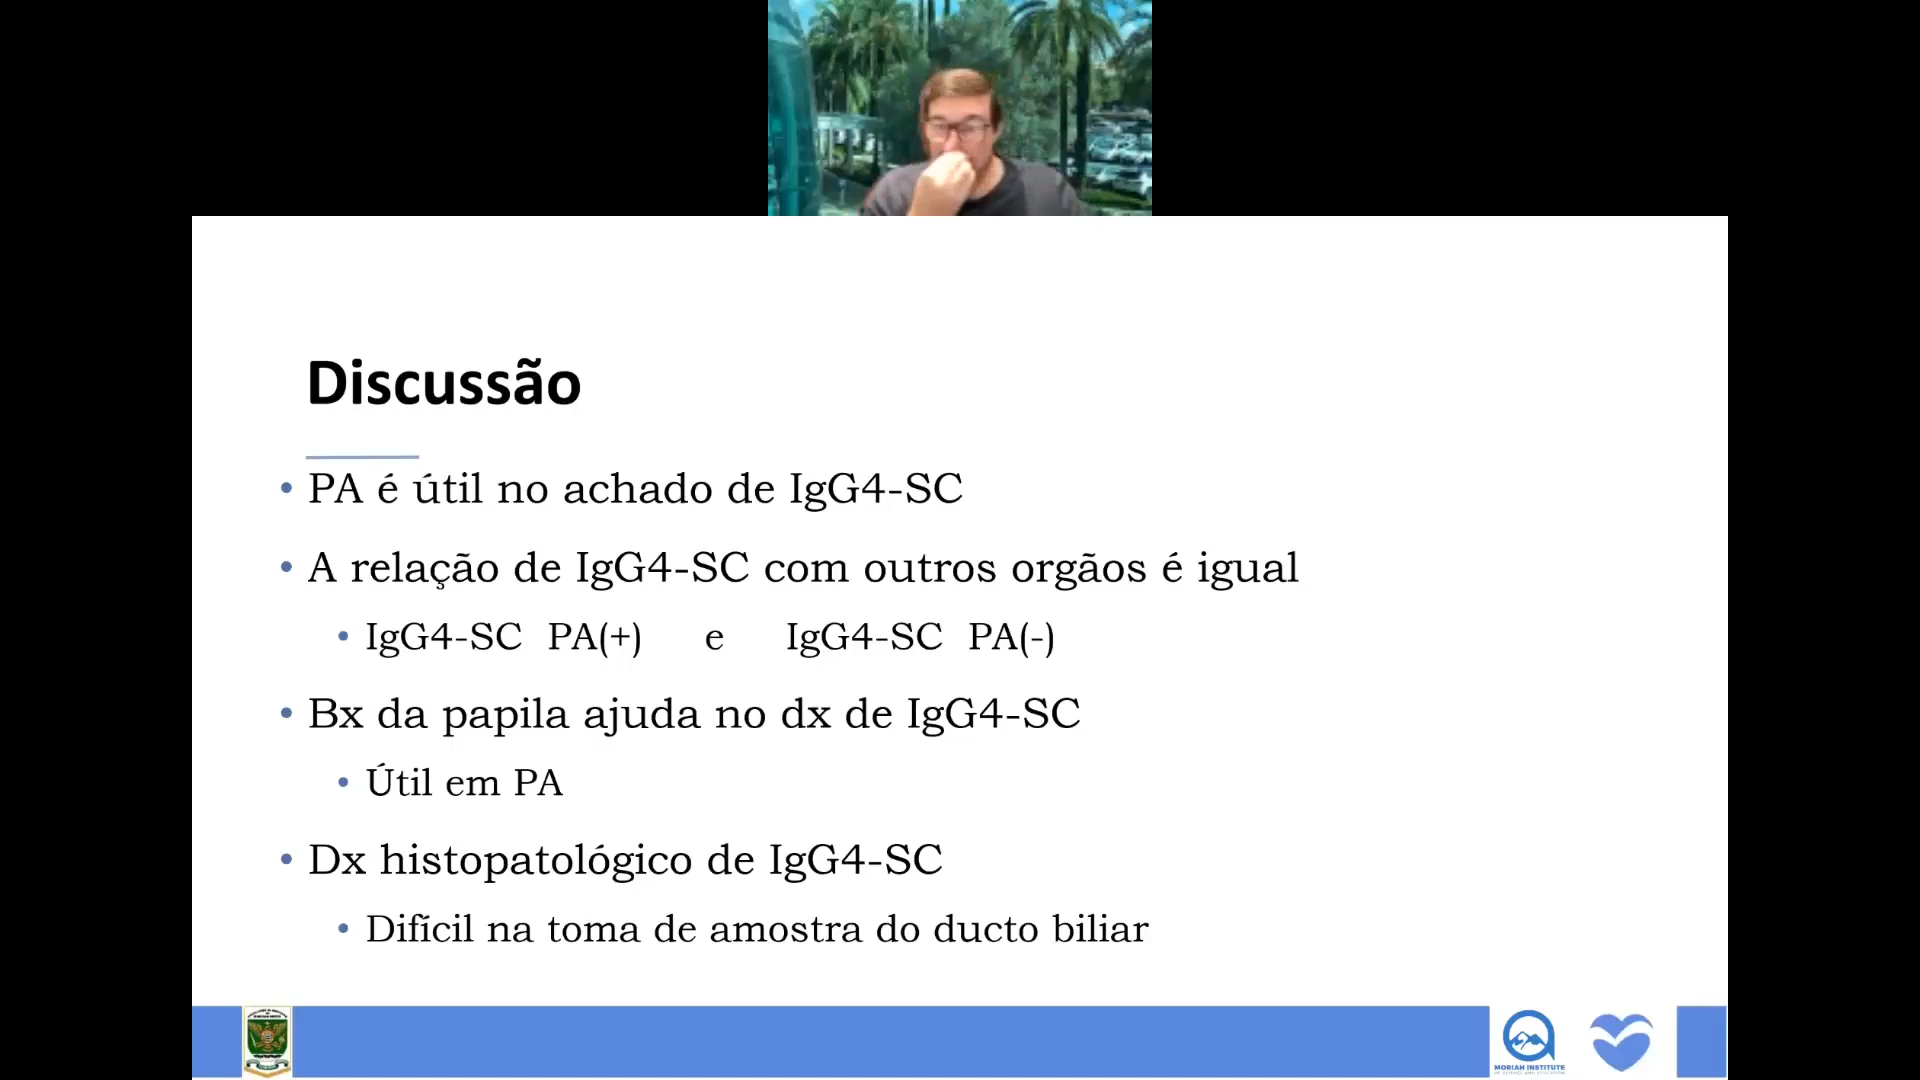 Discussão
• PA é útil no achado de IgG4-SC
• A relação de IgG4-SC com outros orgãos é igual
• IgG4-SC PA(+) e IgG4-SC PA(-)
• Bx da papila ajuda no dx de IgG4-SC
• Útil em PA
• Dx histopatológico de IgG4-SC
• Difícil na toma de amostra do ducto biliar
MORIAH INSTITUTE